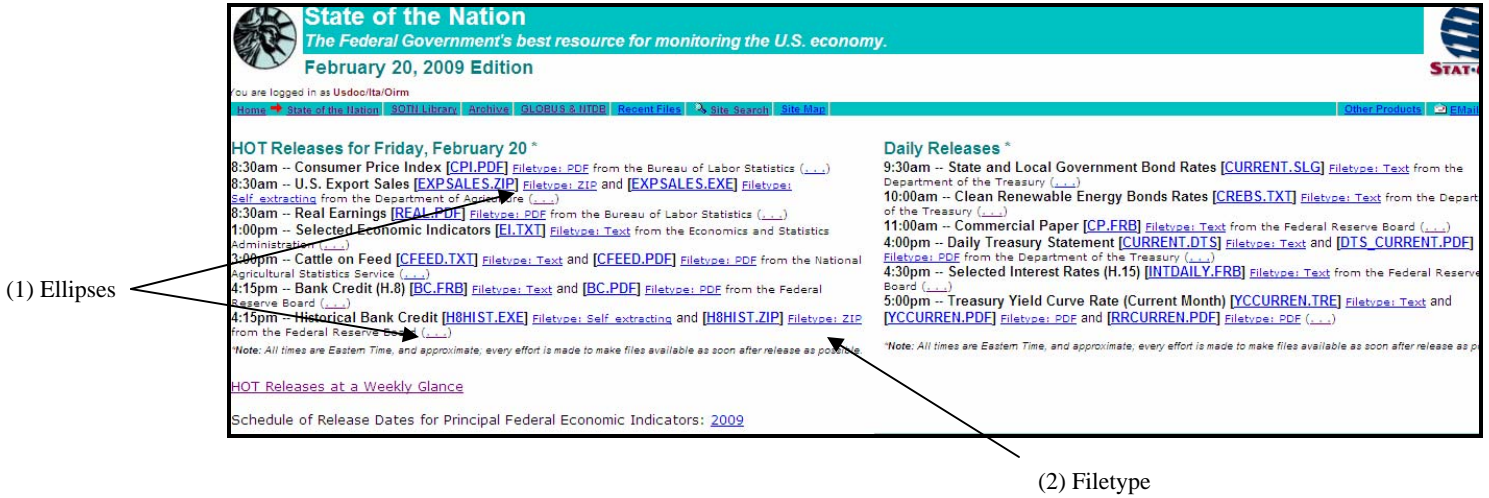 State of the Nation
The Federal Government's best resource for monitoring the U.S. economy.
February 20, 2009 Edition
STAT
You are logged in as Usdoc/Ita/Oirm
Home State of the Nation SOTN Library Archive GLOBUS & NTDB Recent Files Site Search Site Map Other Products EMail
HOT Releases for Friday, February 20 *
8:30am -- Consumer Price Index [CPI.PDF] Filetype: PDF from the Bureau of Labor Statistics (. . .)
8:30am -- U.S. Export Sales [EXPSALES.ZIP] Filetype: ZIP and [EXPSALES.EXE] Filetype:
Self extracting from the Department of Agriculture (. . .)
8:30am -- Real Earnings [REAL.PDF] Filetype: PDF from the Bureau of Labor Statistics (. . .)
1:00pm -- Selected Economic Indicators [EI.TXT] Filetype: Text from the Economics and Statistics
Administration (. . .)
3:00pm -- Cattle on Feed [CFEED.TXT] Filetype: Text and [CFEED.PDF] Filetype: PDF from the National
Agricultural Statistics Service (. . .)
4:15pm -- Bank Credit (H.8) [BC.FRB] Filetype: Text and [BC.PDF] Filetype: PDF from the Federal
Reserve Board (. . .)
4:15pm -- Historical Bank Credit [H8HIST.EXE] Filetype: Self extracting and [H8HIST.ZIP] Filetype: ZIP
from the Federal Reserve Board (. . .)
*Note: All times are Eastern Time, and approximate; every effort is made to make files available as soon after release as possible.
HOT Releases at a Weekly Glance
Schedule of Release Dates for Principal Federal Economic Indicators: 2009
Daily Releases *
9:30am -- State and Local Government Bond Rates [CURRENT.SLG] Filetype: Text from the
Department of the Treasury (. . .)
10:00am -- Clean Renewable Energy Bonds Rates [CREBS.TXT] Filetype: Text from the Depart
of the Treasury (. . .)
11:00am -- Commercial Paper [CP.FRB] Filetype: Text from the Federal Reserve Board (. . .)
4:00pm -- Daily Treasury Statement [CURRENT.DTS] Filetype: Text and [DTS_CURRENT.PDF]
Filetype: PDF from the Department of the Treasury (. . .)
4:30pm -- Selected Interest Rates (H.15) [INTDAILY.FRB] Filetype: Text from the Federal Reserve
Board (. . .)
5:00pm -- Treasury Yield Curve Rate (Current Month) [YCCURREN.TRE] Filetype: Text and
[YCCURREN.PDF] Filetype: PDF and [RRCURREN.PDF] Filetype: PDF (. . .)
*Note: All times are Eastern Time, and approximate; every effort is made to make files available as soon after release as p
(1) Ellipses
(2) Filetype